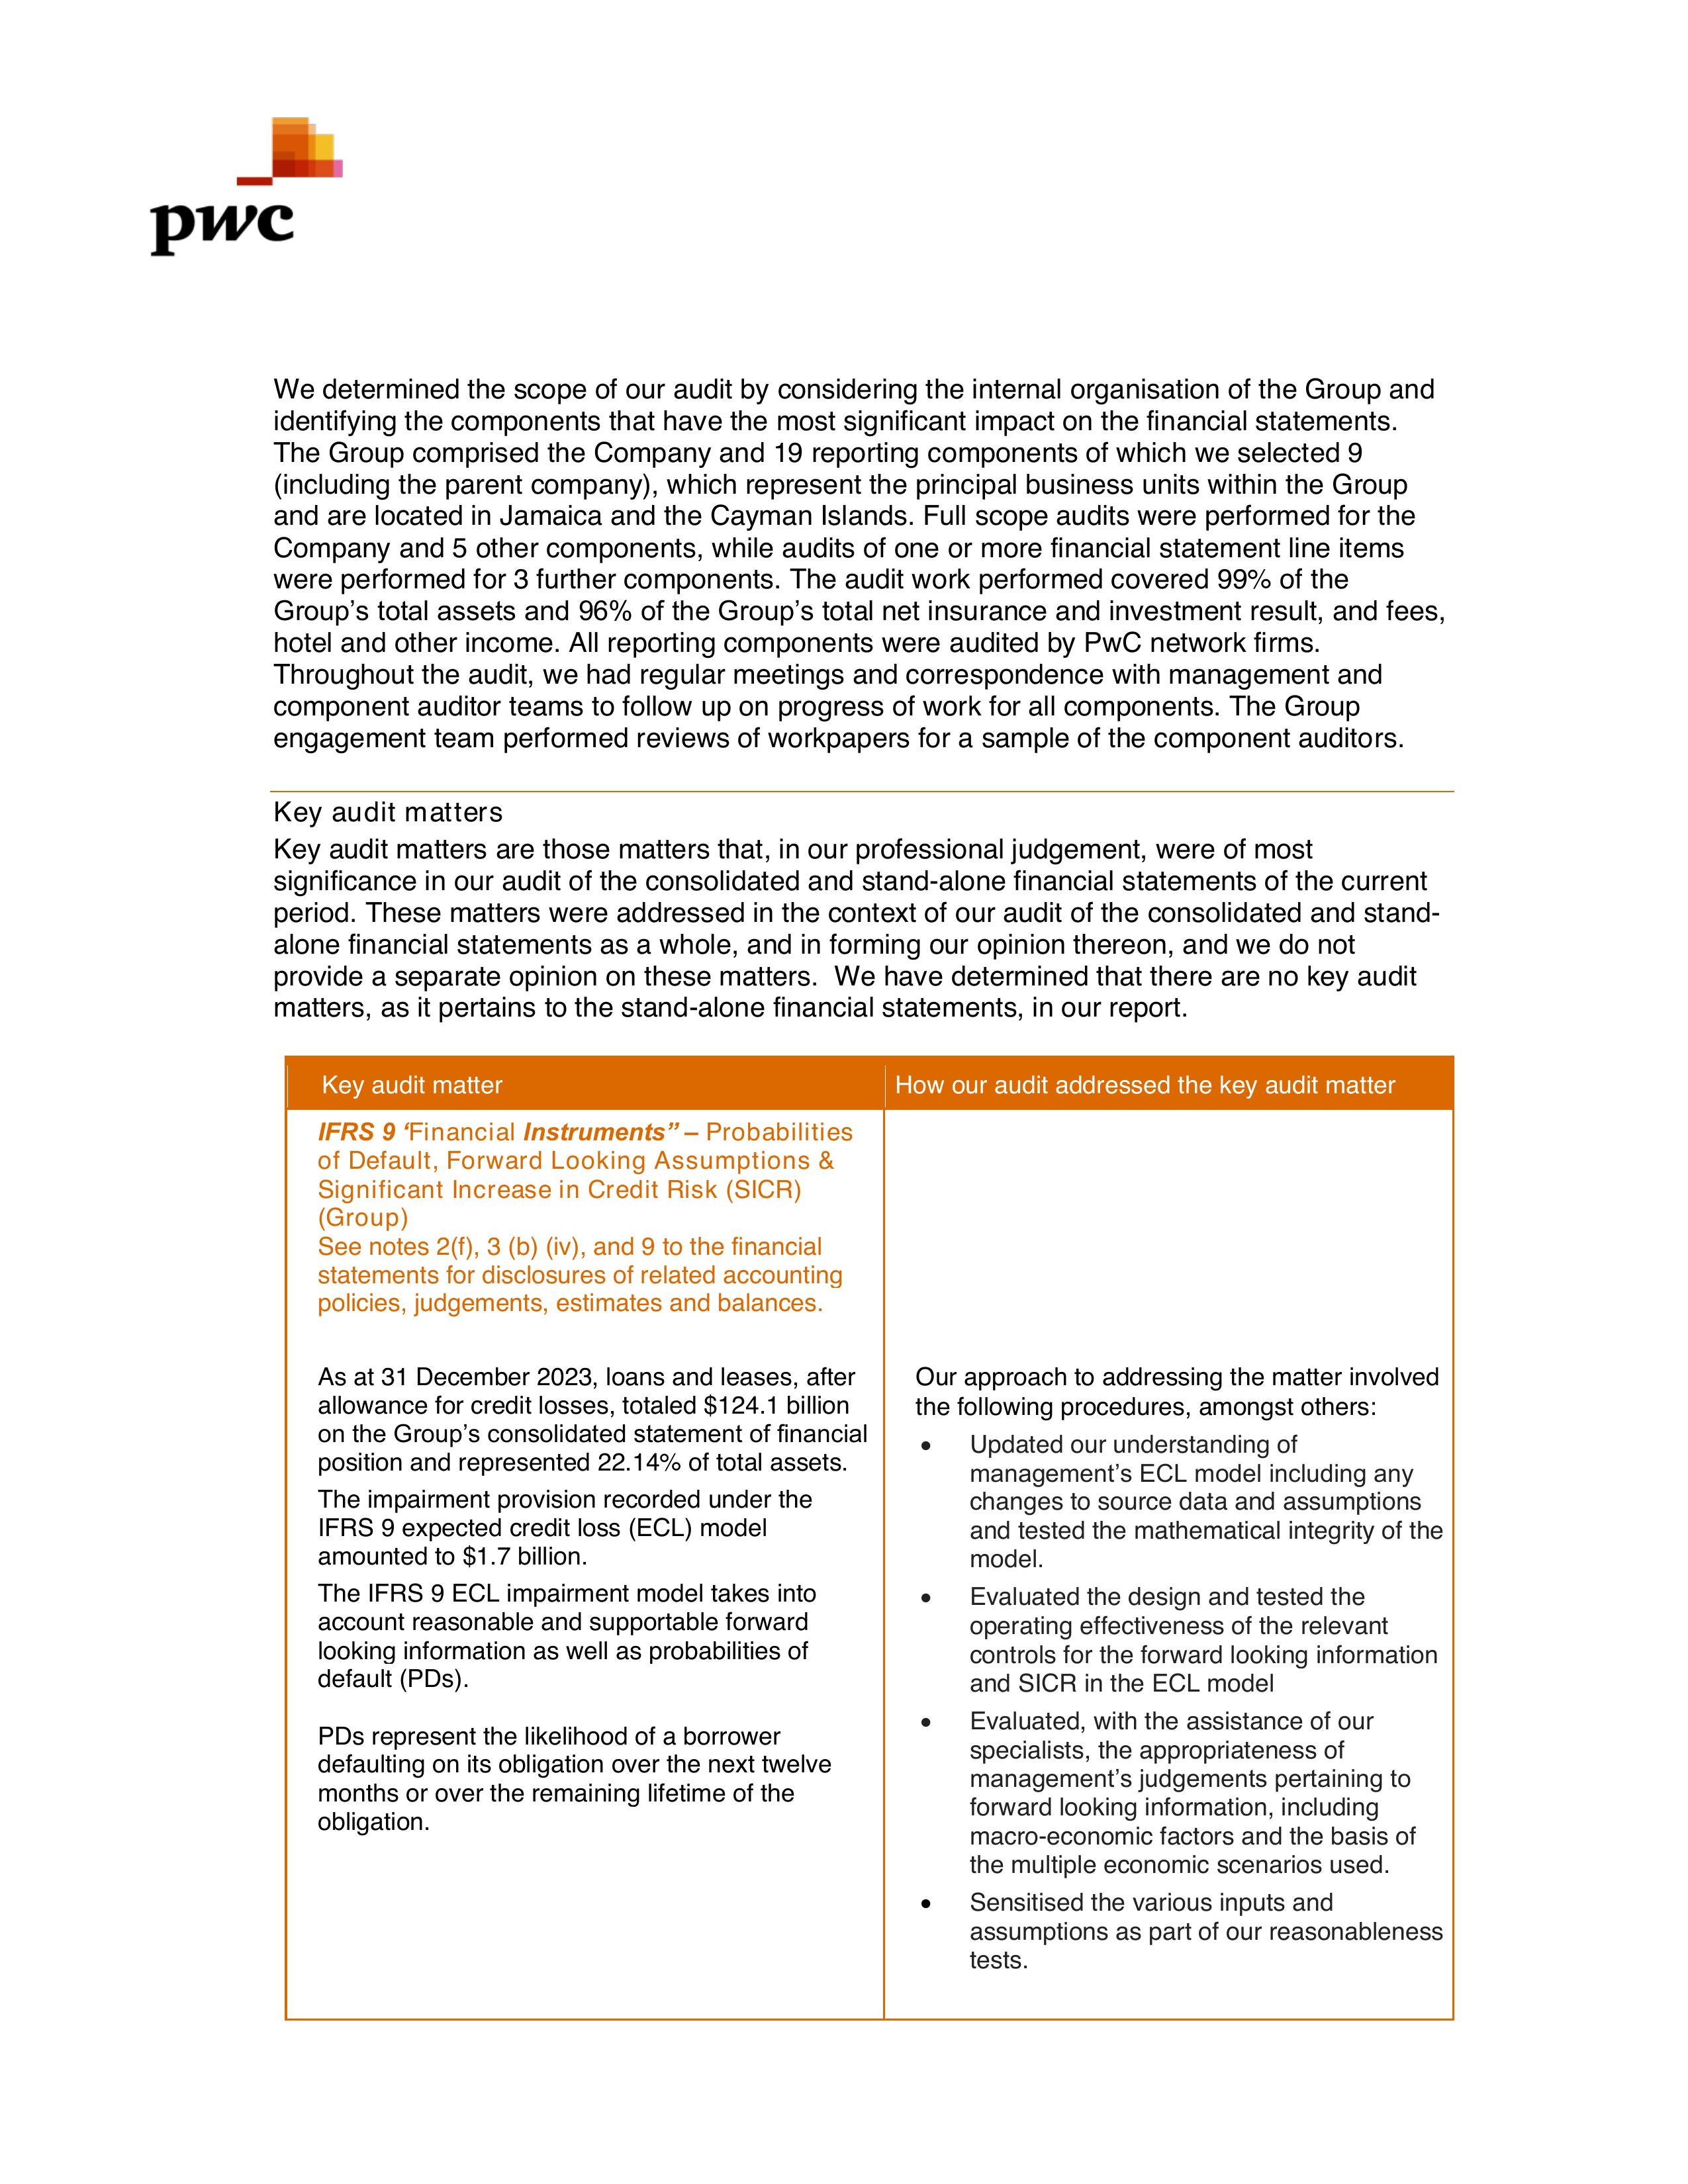 pwc
We determined the scope of our audit by considering the internal organisation of the Group and
identifying the components that have the most significant impact on the financial statements.
The Group comprised the Company and 19 reporting components of which we selected 9
(including the parent company), which represent the principal business units within the Group
and are located in Jamaica and the Cayman Islands. Full scope audits were performed for the
Company and 5 other components, while audits of one or more financial statement line items
were performed for 3 further components. The audit work performed covered 99% of the
Group’s total assets and 96% of the Group’s total net insurance and investment result, and fees,
hotel and other income. All reporting components were audited by PwC network firms.
Throughout the audit, we had regular meetings and correspondence with management and
component auditor teams to follow up on progress of work for all components. The Group
engagement team performed reviews of workpapers for a sample of the component auditors.
Key audit matters
Key audit matters are those matters that, in our professional judgement, were of most
significance in our audit of the consolidated and stand-alone financial statements of the current
period. These matters were addressed in the context of our audit of the consolidated and stand-
alone financial statements as a whole, and in forming our opinion thereon, and we do not
provide a separate opinion on these matters.  We have determined that there are no key audit
matters, as it pertains to the stand-alone financial statements, in our report.
Key audit matter
How our audit addressed the key audit matter
IFRS 9 ‘Financial Instruments” – Probabilities
of Default, Forward Looking Assumptions &
Significant Increase in Credit Risk (SICR)
(Group)
See notes 2(f), 3 (b) (iv), and 9 to the financial
statements for disclosures of related accounting
policies, judgements, estimates and balances.
As at 31 December 2023, loans and leases, after
allowance for credit losses, totaled $124.1 billion
on the Group’s consolidated statement of financial
position and represented 22.14% of total assets.
The impairment provision recorded under the
IFRS 9 expected credit loss (ECL) model
amounted to $1.7 billion.
The IFRS 9 ECL impairment model takes into
account reasonable and supportable forward
looking information as well as probabilities of
default (PDs).
PDs represent the likelihood of a borrower
defaulting on its obligation over the next twelve
months or over the remaining lifetime of the
obligation.
Our approach to addressing the matter involved
the following procedures, amongst others:
• Updated our understanding of
management’s ECL model including any
changes to source data and assumptions
and tested the mathematical integrity of the
model.
• Evaluated the design and tested the
operating effectiveness of the relevant
controls for the forward looking information
and SICR in the ECL model
• Evaluated, with the assistance of our
specialists, the appropriateness of
management’s judgements pertaining to
forward looking information, including
macro-economic factors and the basis of
the multiple economic scenarios used.
• Sensitised the various inputs and
assumptions as part of our reasonableness
tests.